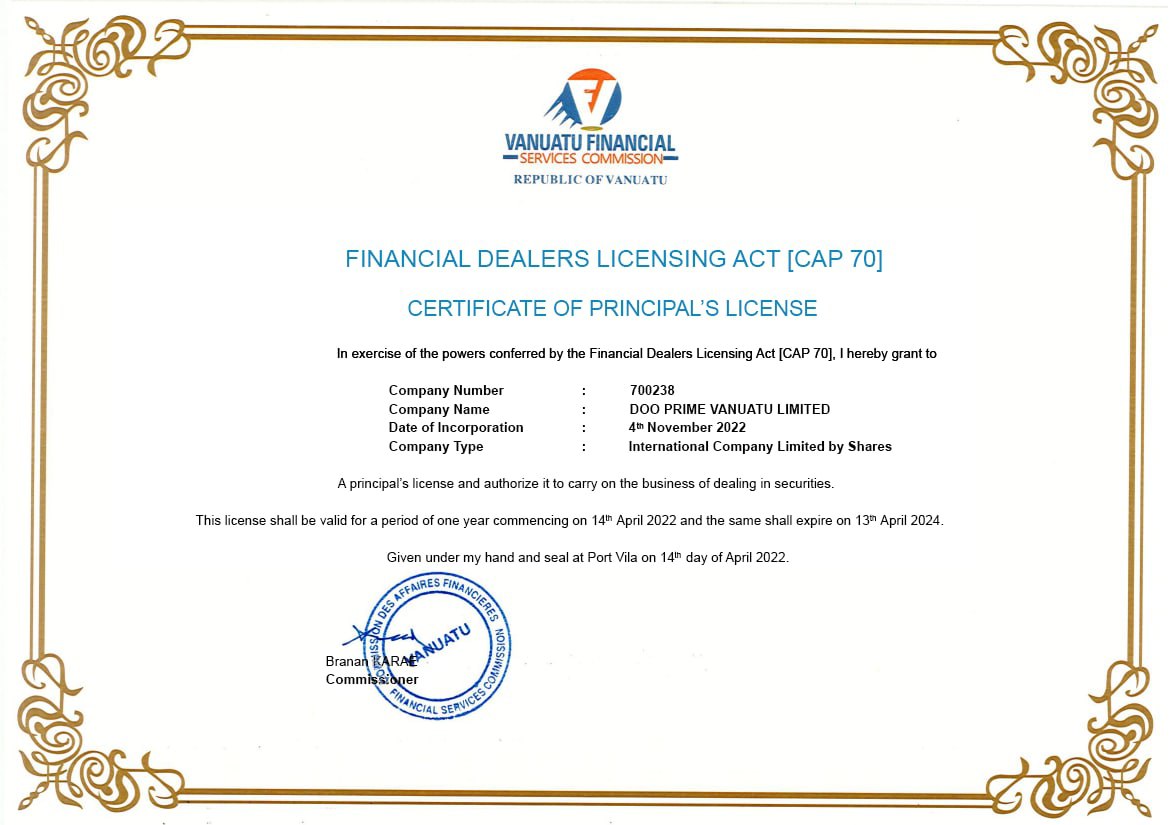 VANUATU FINANCIAL
SERVICES COMMISSION
REPUBLIC OF VANUATU
FINANCIAL DEALERS LICENSING ACT [CAP 70]
CERTIFICATE OF PRINCIPAL'S LICENSE
In exercise of the powers conferred by the Financial Dealers Licensing Act [CAP 70], I hereby grant to
Company Number : 700238
Company Name : DOO PRIME VANUATU LIMITED
Date of Incorporation : 4th November 2022
Company Type : International Company Limited by Shares
A principal's license and authorize it to carry on the business of dealing in securities.
This license shall be valid for a period of one year commencing on 14th April 2022 and the same shall expire on 13th April 2024.
Given under my hand and seal at Port Vila on 14th day of April 2022.
DES AFFAIRES FINANCIERES
VANUATU
FINANCIAL SERVICES COMMISSION
Branan KARAE
Commissioner